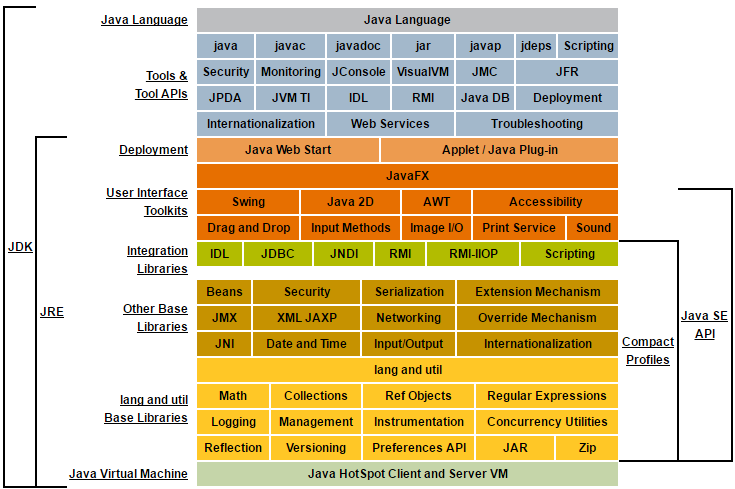 Java Language Java Language
java javac javadoc jar javap jdeps Scripting
Tools &
Tool APIs
Security Monitoring JConsole VisualVM JMC JFR
JPDA JVM TI IDL RMI Java DB Deployment
Internationalization Web Services Troubleshooting
Deployment Java Web Start Applet / Java Plug-in
JavaFX
User Interface
Toolkits
Swing Java 2D AWT Accessibility
Drag and Drop Input Methods Image I/O Print Service Sound
JDK
Integration
Libraries
IDL JDBC JNDI RMI RMI-IIOP Scripting
JRE
Beans Security Serialization Extension Mechanism
Other Base
Libraries
JMX XML JAXP Networking Override Mechanism
Java SE
API
JNI Date and Time Input/Output Internationalization
Compact
Profiles
lang and util
lang and util
Base Libraries
Math Collections Ref Objects Regular Expressions
Logging Management Instrumentation Concurrency Utilities
Reflection Versioning Preferences API JAR Zip
Java Virtual Machine Java HotSpot Client and Server VM